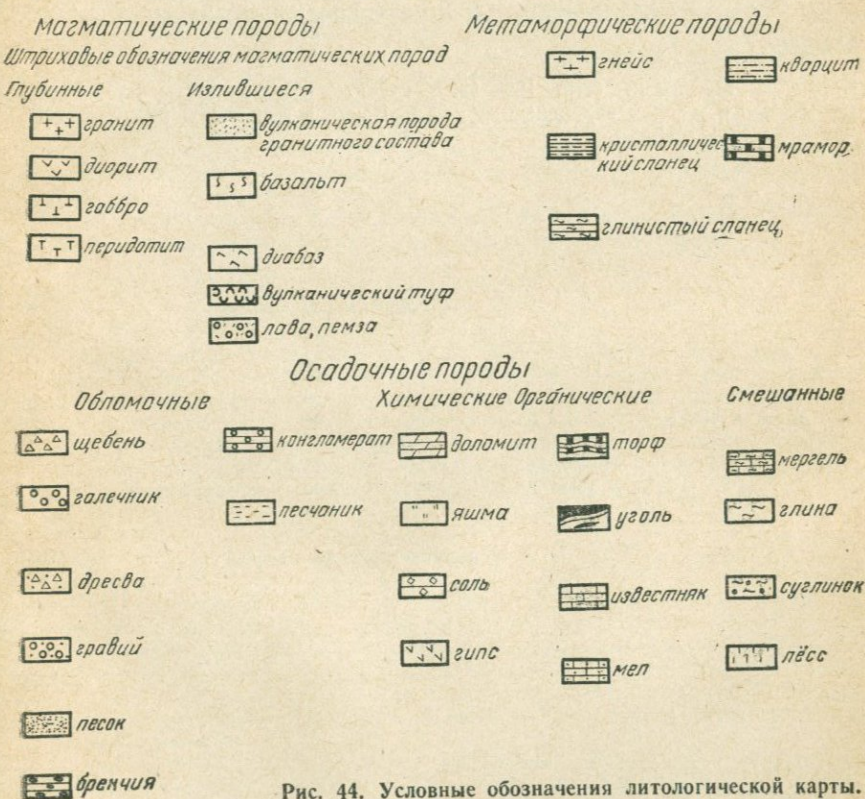 Магматические породы
Штриховые обозначения магматических пород
Глубинные
гранит
диорит
габбро
перидотит
Излившиеся
вулканическая порода
гранитного состава
базальт
диабаз
вулканический туф
лава, пемза
Метаморфические породы
гнейс
кварцит
кристалличес
кий сланец
мрамор.
глинистый сланец,
Осадочные породы
Обломочные
щебень
галечник
дресва
гравий
песок
брекчия
конгломерат
песчаник
Химические
доломит
яшма
соль
гипс
Органические
торф
уголь
известняк
мел
Смешанные
мергель
глина
суглинок
лёсс
Рис. 44. Условные обозначения литологической карты.